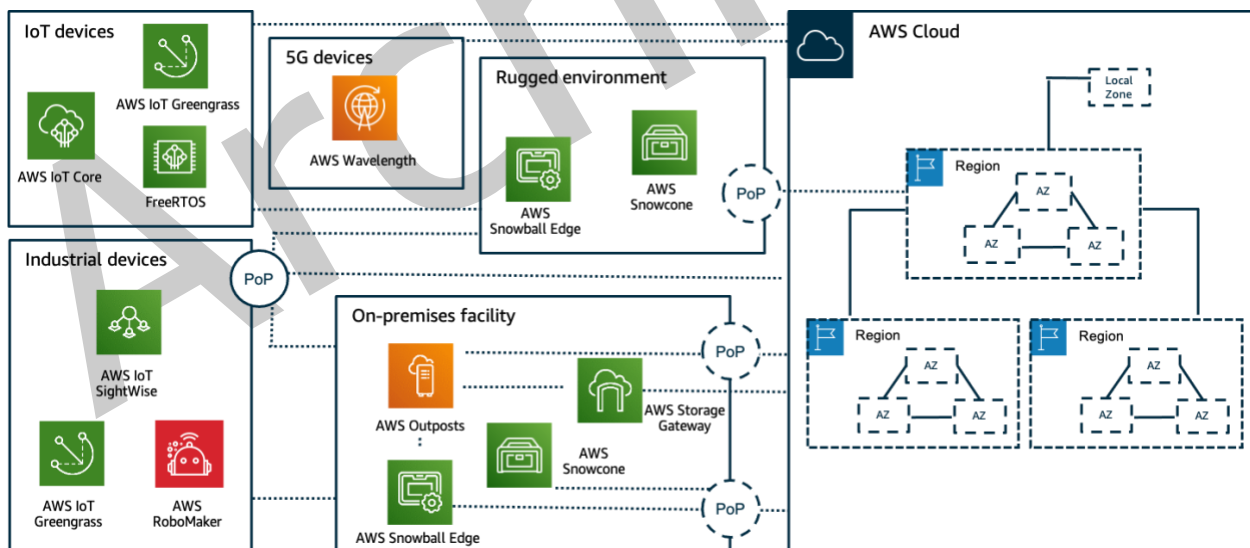 IoT devices
AWS IoT Greengrass
AWS IoT Core
FreeRTOS
5G devices
AWS Wavelength
Rugged environment
AWS
Snowball Edge
AWS
Snowcone
PoP
Industrial devices
PoP
AWS IoT
SightWise
AWS IoT
Greengrass
AWS
RoboMaker
On-premises facility
PoP
AWS Outposts
AWS Storage
Gateway
AWS
Snowcone
AWS Snowball Edge
PoP
AWS Cloud
Local
Zone
Region
AZ
AZ
AZ
Region
AZ
AZ
AZ
Region
AZ
AZ
AZ
Archi